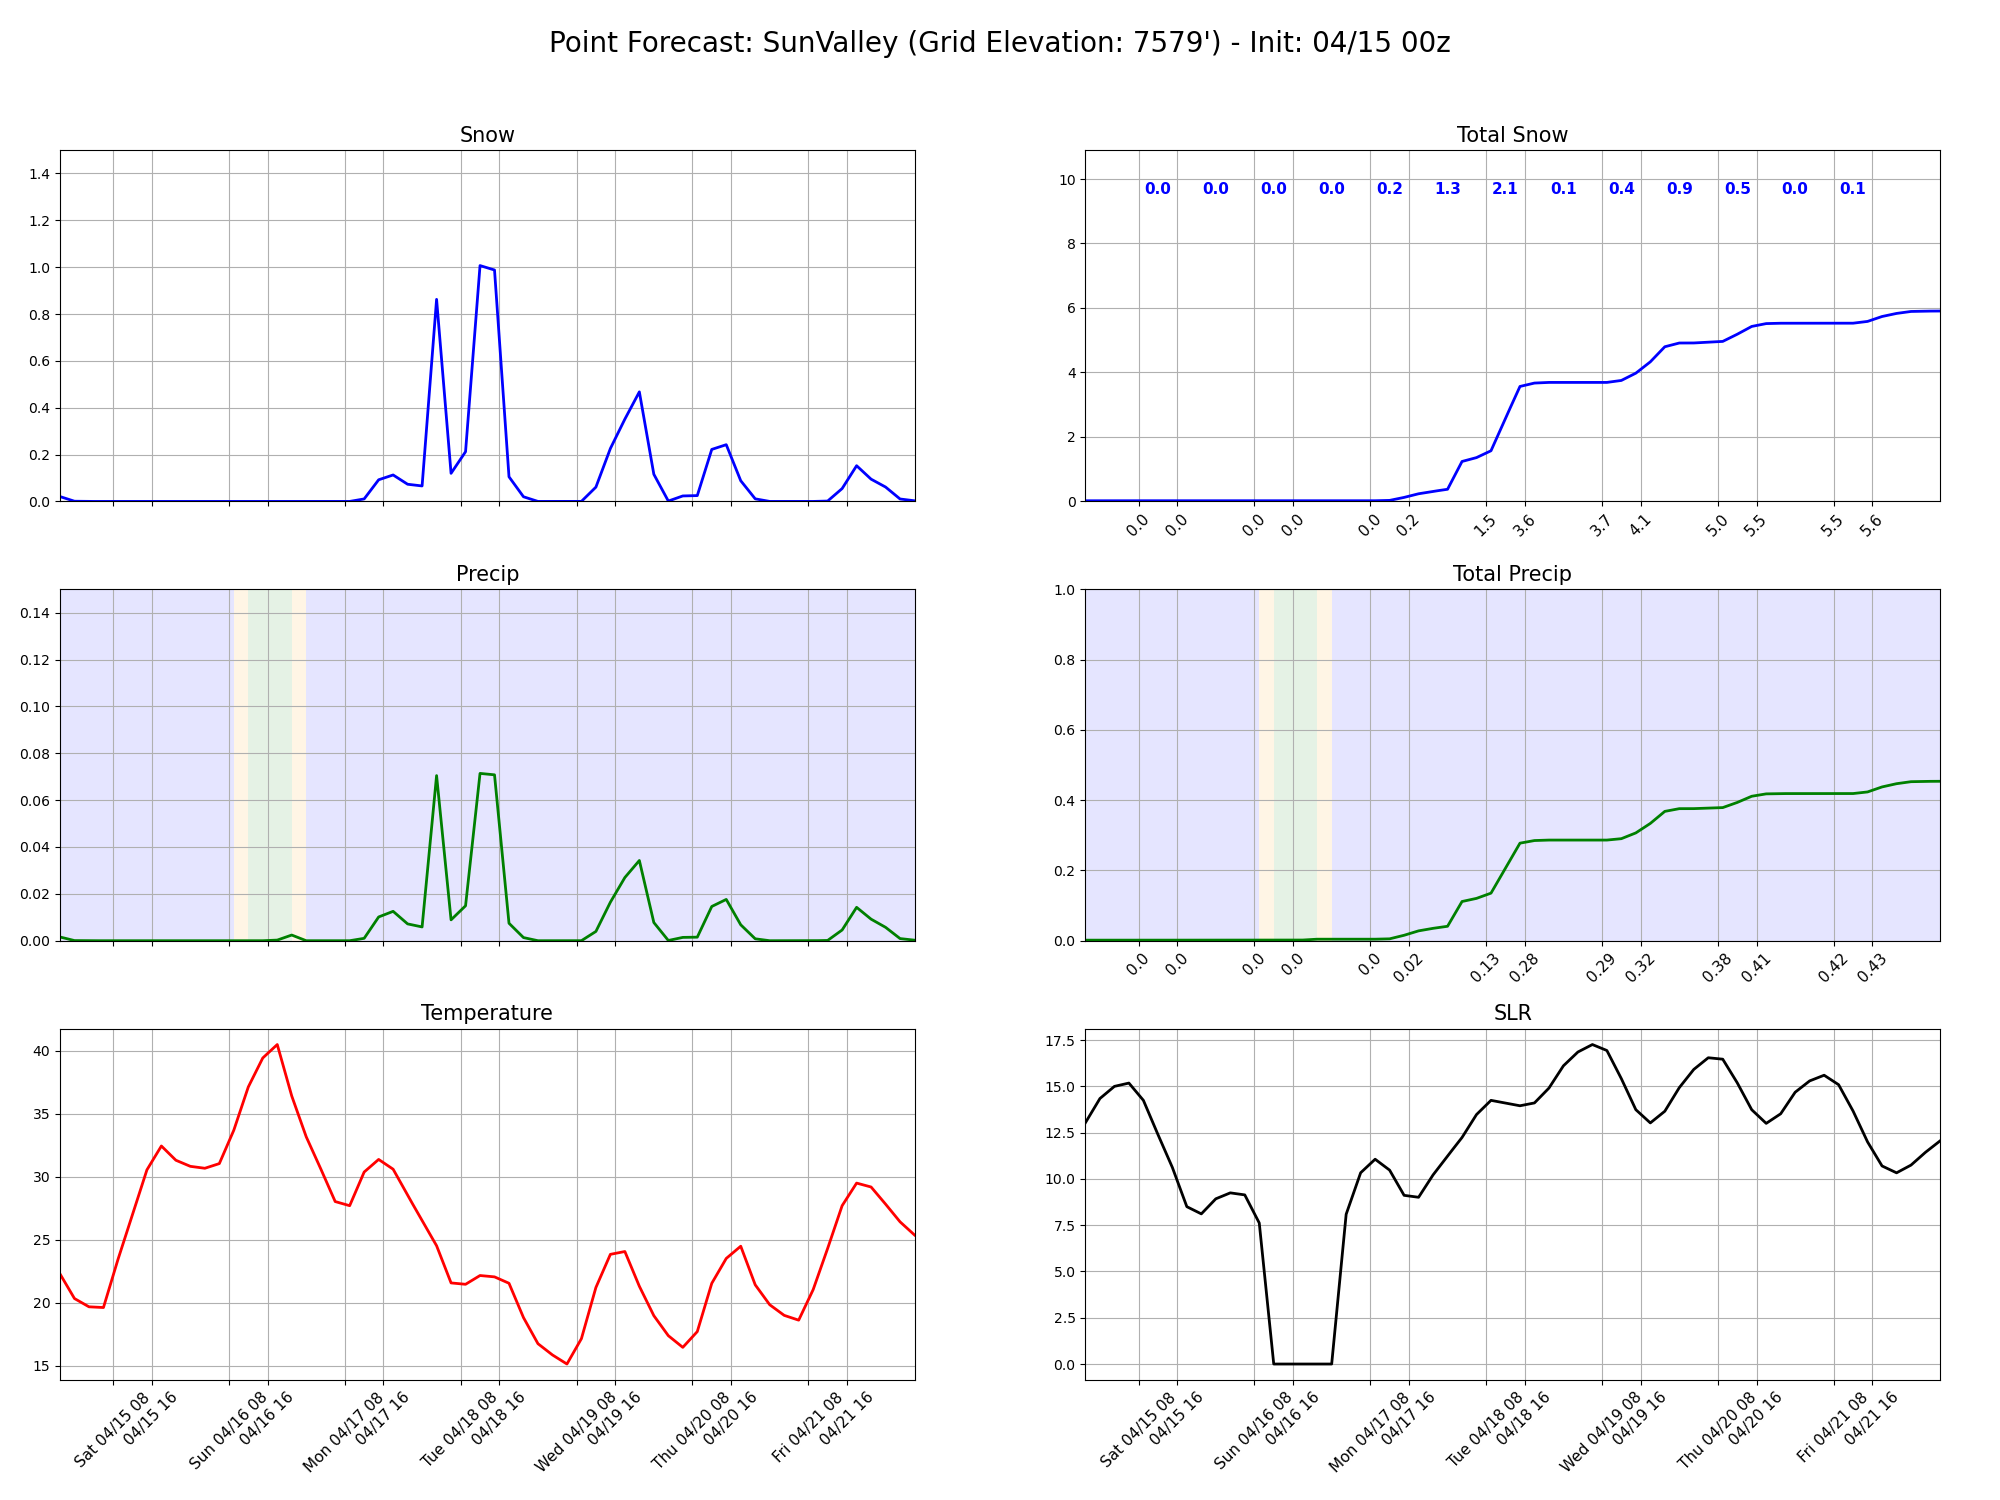 Point Forecast: SunValley (Grid Elevation: 7579') - Init: 04/15 00z
Snow
1.4
1.2
1.0
0.8
0.6
0.4
0.2
0.0
Total Snow
10
8
6
4
2
0
0.0 0.0 0.0 0.0 0.2 1.3 2.1 0.1 0.4 0.9 0.5 0.0 0.1
0.0 0.0 0.0 0.0 0.0 0.2 1.5 3.6 3.7 4.1 5.0 5.5 5.5 5.6
Precip
0.14
0.12
0.10
0.08
0.06
0.04
0.02
0.00
Total Precip
1.0
0.8
0.6
0.4
0.2
0.0
0.0 0.0 0.0 0.0 0.0 0.02 0.13 0.28 0.29 0.32 0.38 0.41 0.42 0.43
Temperature
40
35
30
25
20
15
Sat 04/15 08
04/15 16
Sun 04/16 08
04/16 16
Mon 04/17 08
04/17 16
Tue 04/18 08
04/18 16
Wed 04/19 08
04/19 16
Thu 04/20 08
04/20 16
Fri 04/21 08
04/21 16
SLR
17.5
15.0
12.5
10.0
7.5
5.0
2.5
0.0
Sat 04/15 08
04/15 16
Sun 04/16 08
04/16 16
Mon 04/17 08
04/17 16
Tue 04/18 08
04/18 16
Wed 04/19 08
04/19 16
Thu 04/20 08
04/20 16
Fri 04/21 08
04/21 16